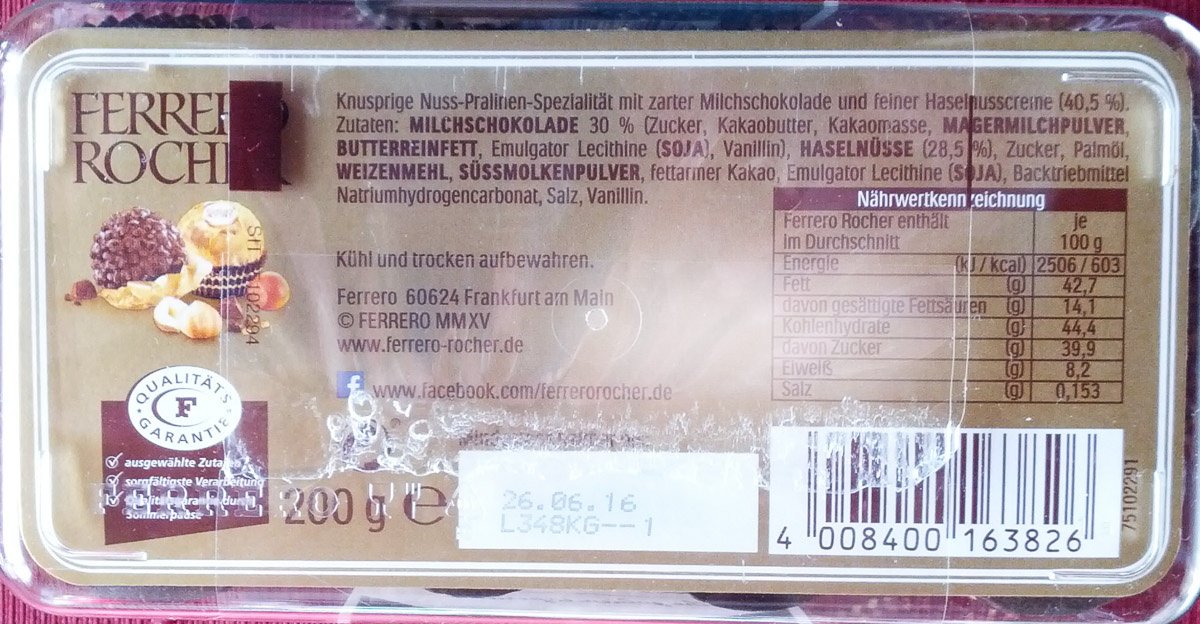 FERRE
ROCH
Knusprige Nuss-Pralinen-Spezialität mit zarter Milchschokolade und feiner Haselnusscreme (40,5 %).
Zutaten: MILCHSCHOKOLADE 30 % (Zucker, Kakaobutter, Kakaomasse, MAGERMILCHPULVER,
BUTTERREINFETT, Emulgator Lecithine (SOJA), Vanillin), HASELNÜSSE (28,5 %), Zucker, Palmöl,
WEIZENMEHL, SÜSSMOLKENPULVER, fettarmer Kakao, Emulgator Lecithine (SOJA), Backtriebmittel
Natriumhydrogencarbonat, Salz, Vanillin.
Kühl und trocken aufbewahren.
Ferrero 60624 Frankfurt am Main
© FERRERO MMXV
www.ferrero-rocher.de
f www.facebook.com/ferrerorocher.de
Nährwertkennzeichnung
Ferrero Rocher enthält je
im Durchschnitt 100 g
Energie (kJ / kcal) 2506 / 603
Fett (g) 42,7
davon gesättigte Fettsäuren (g) 14,1
Kohlenhydrate (g) 44,4
davon Zucker (g) 39,9
Eiweiß (g) 8,2
Salz (g) 0,153
QUALITÄTS
F
GARANTIE
ausgewählte Zutaten
sorgfältigste Verarbeitung
Sommerpause
200 g e
26.06.16
L348KG--1
4 008400 163826
75102291